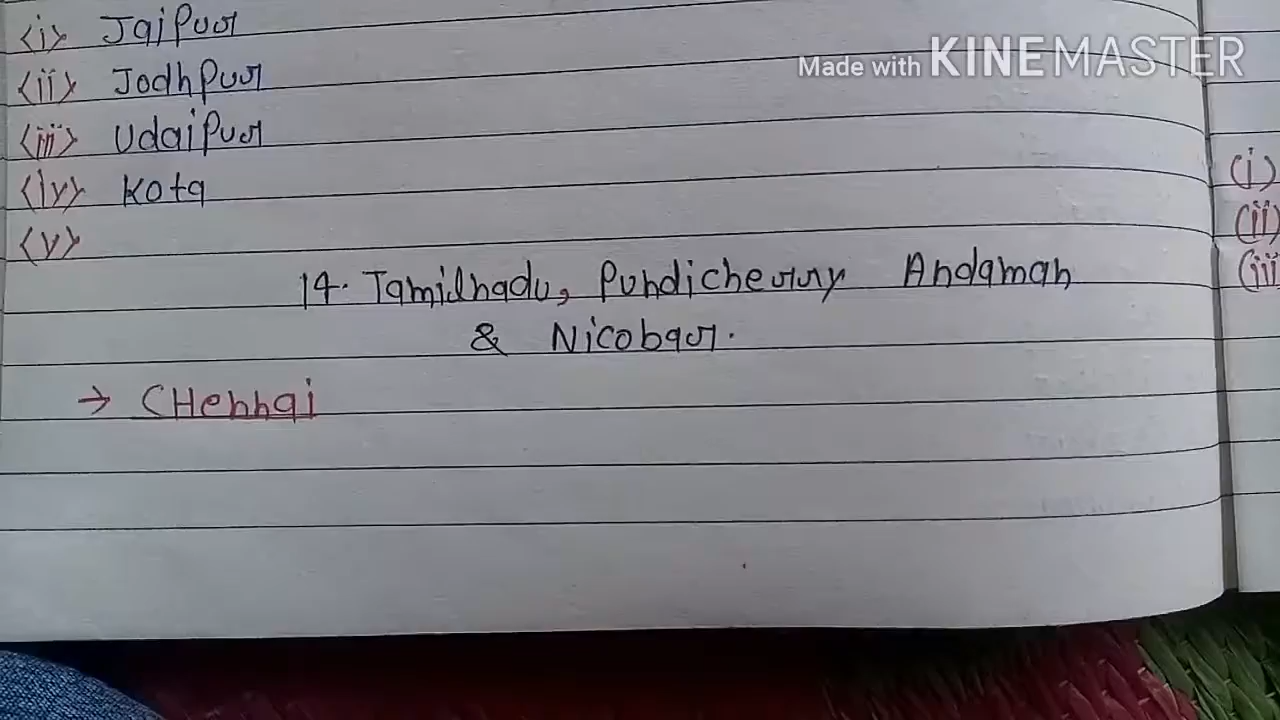 <i> Jaipur
Made with KINEMASTER
<ii> Jodhpur
<iii> Udaipur
<iv> Kota
<v>
14. Tamilnadu, Pundicherry Andaman
& Nicobar.
→ CHennai
(i)
(ii)
(iii